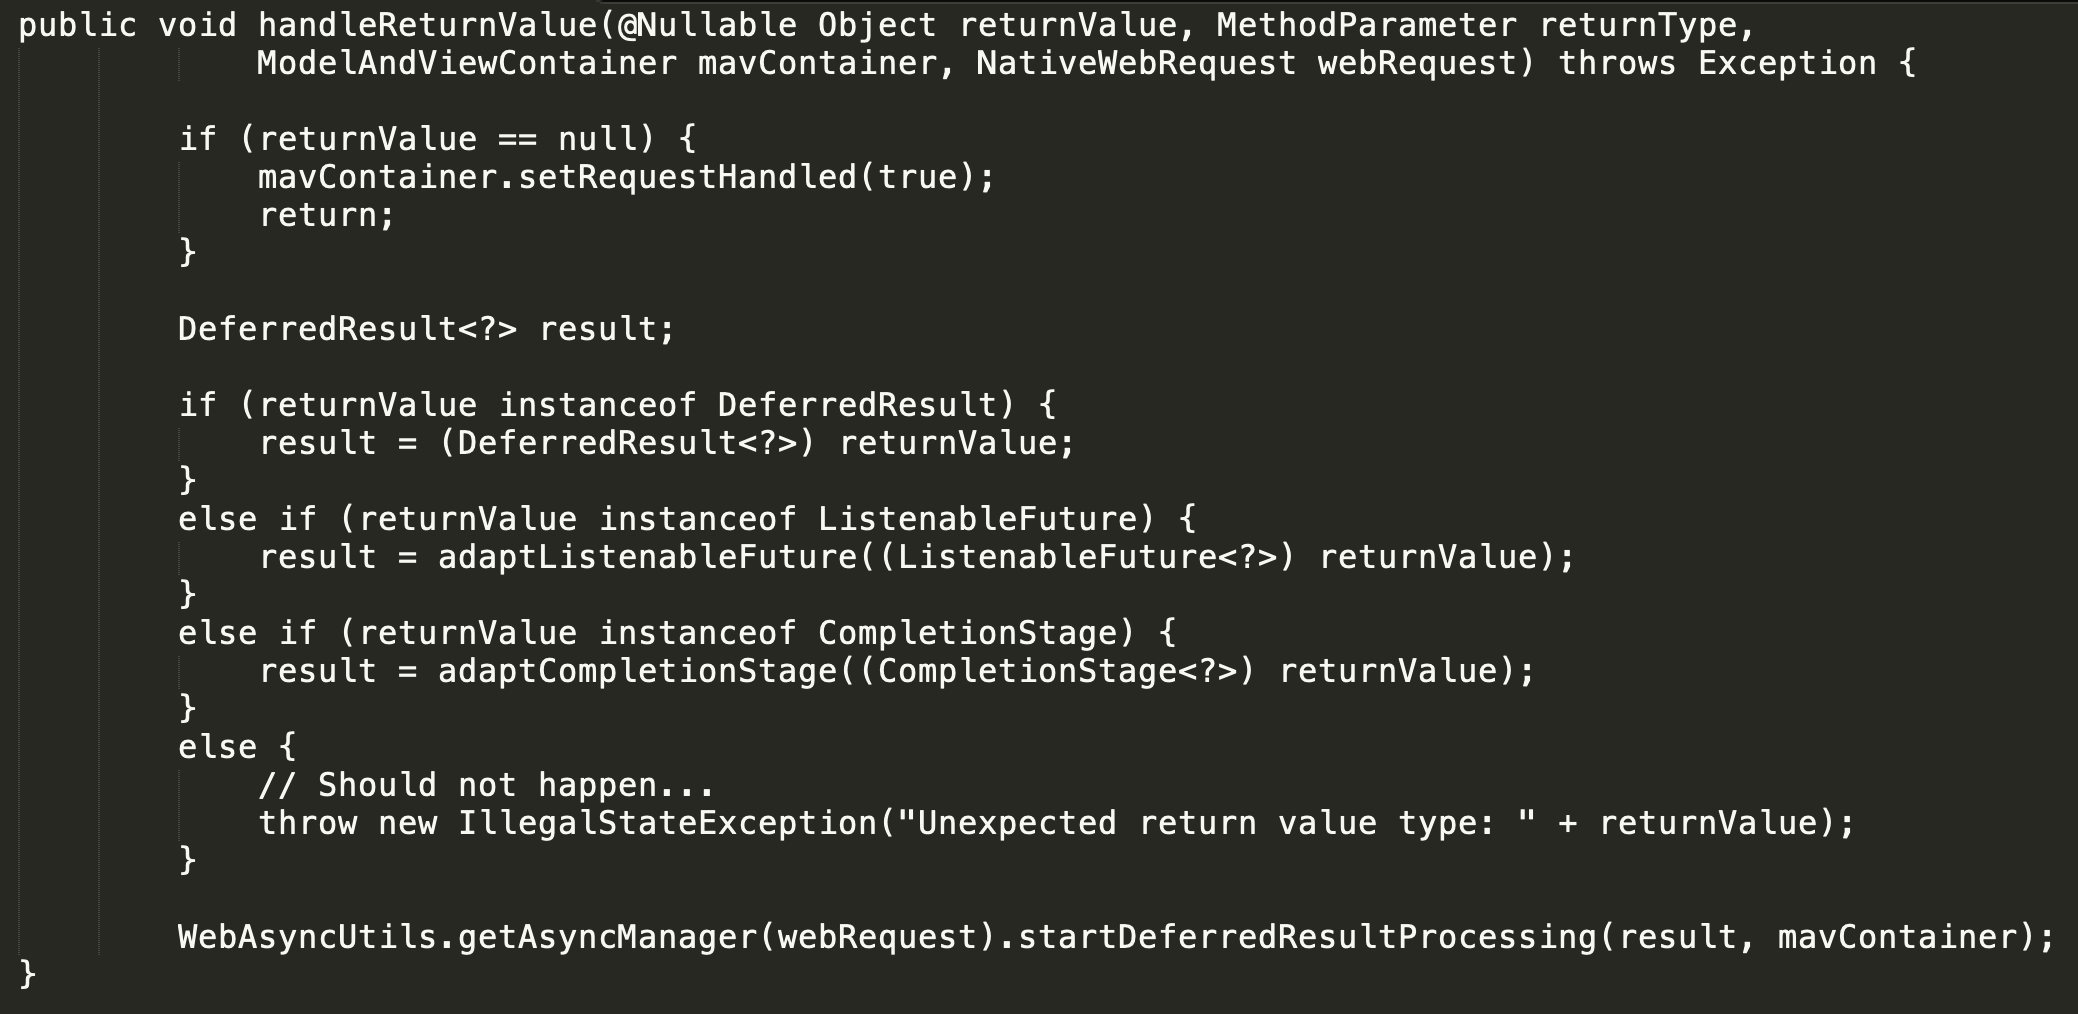 public void handleReturnValue(@Nullable Object returnValue, MethodParameter returnType,
            ModelAndViewContainer mavContainer, NativeWebRequest webRequest) throws Exception {

        if (returnValue == null) {
            mavContainer.setRequestHandled(true);
            return;
        }

        DeferredResult<?> result;

        if (returnValue instanceof DeferredResult) {
            result = (DeferredResult<?>) returnValue;
        }
        else if (returnValue instanceof ListenableFuture) {
            result = adaptListenableFuture((ListenableFuture<?>) returnValue);
        }
        else if (returnValue instanceof CompletionStage) {
            result = adaptCompletionStage((CompletionStage<?>) returnValue);
        }
        else {
            // Should not happen...
            throw new IllegalStateException("Unexpected return value type: " + returnValue);
        }

        WebAsyncUtils.getAsyncManager(webRequest).startDeferredResultProcessing(result, mavContainer);
}